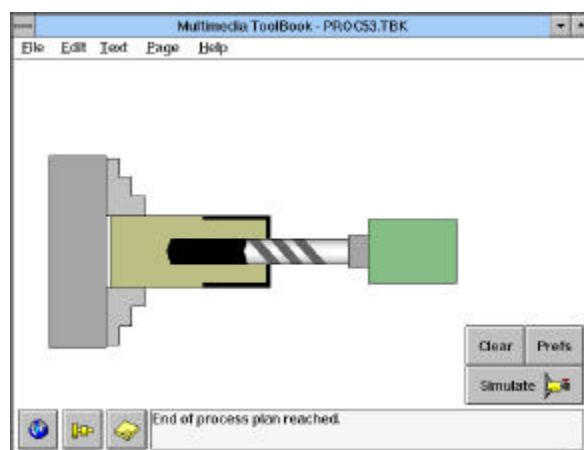 Multimedia ToolBook - PROC53.TBK
File Edit Text Page Help
Clear Prefs
Simulate
End of process plan reached.